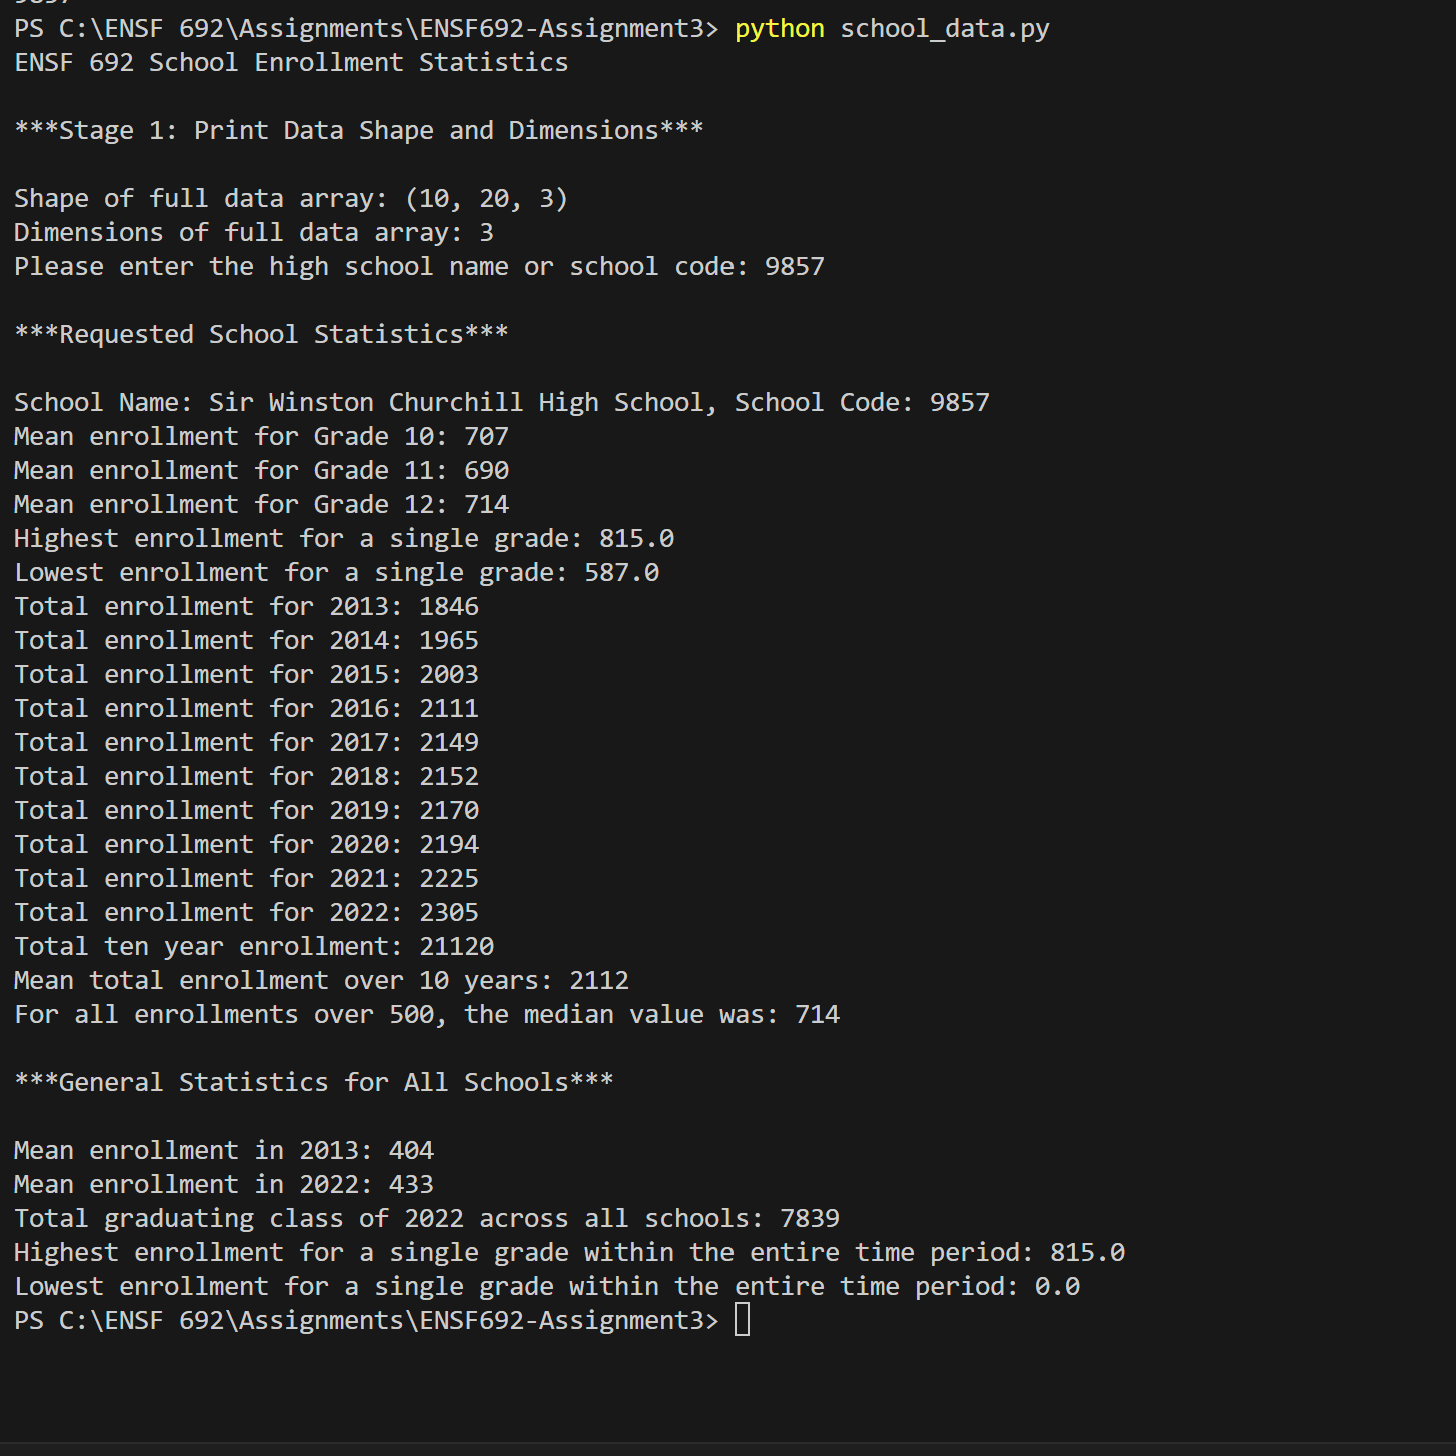 PS C:\ENSF 692\Assignments\ENSF692-Assignment3> python school_data.py
ENSF 692 School Enrollment Statistics
***Stage 1: Print Data Shape and Dimensions***
Shape of full data array: (10, 20, 3)
Dimensions of full data array: 3
Please enter the high school name or school code: 9857
***Requested School Statistics***
School Name: Sir Winston Churchill High School, School Code: 9857
Mean enrollment for Grade 10: 707
Mean enrollment for Grade 11: 690
Mean enrollment for Grade 12: 714
Highest enrollment for a single grade: 815.0
Lowest enrollment for a single grade: 587.0
Total enrollment for 2013: 1846
Total enrollment for 2014: 1965
Total enrollment for 2015: 2003
Total enrollment for 2016: 2111
Total enrollment for 2017: 2149
Total enrollment for 2018: 2152
Total enrollment for 2019: 2170
Total enrollment for 2020: 2194
Total enrollment for 2021: 2225
Total enrollment for 2022: 2305
Total ten year enrollment: 21120
Mean total enrollment over 10 years: 2112
For all enrollments over 500, the median value was: 714
***General Statistics for All Schools***
Mean enrollment in 2013: 404
Mean enrollment in 2022: 433
Total graduating class of 2022 across all schools: 7839
Highest enrollment for a single grade within the entire time period: 815.0
Lowest enrollment for a single grade within the entire time period: 0.0
PS C:\ENSF 692\Assignments\ENSF692-Assignment3>